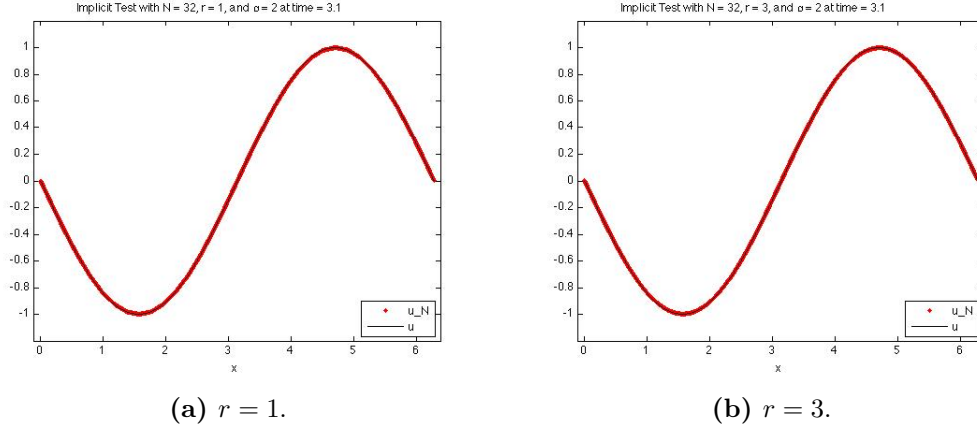 Implicit Test with N = 32, r = 1, and ø = 2 at time = 3.1
1
0.8
0.6
0.4
0.2
0
-0.2
-0.4
-0.6
-0.8
-1
u_N
u
0 1 2 3 4 5 6
x
(a) r = 1.
Implicit Test with N = 32, r = 3, and ø = 2 at time = 3.1
1
0.8
0.6
0.4
0.2
0
-0.2
-0.4
-0.6
-0.8
-1
u_N
u
0 1 2 3 4 5 6
x
(b) r = 3.